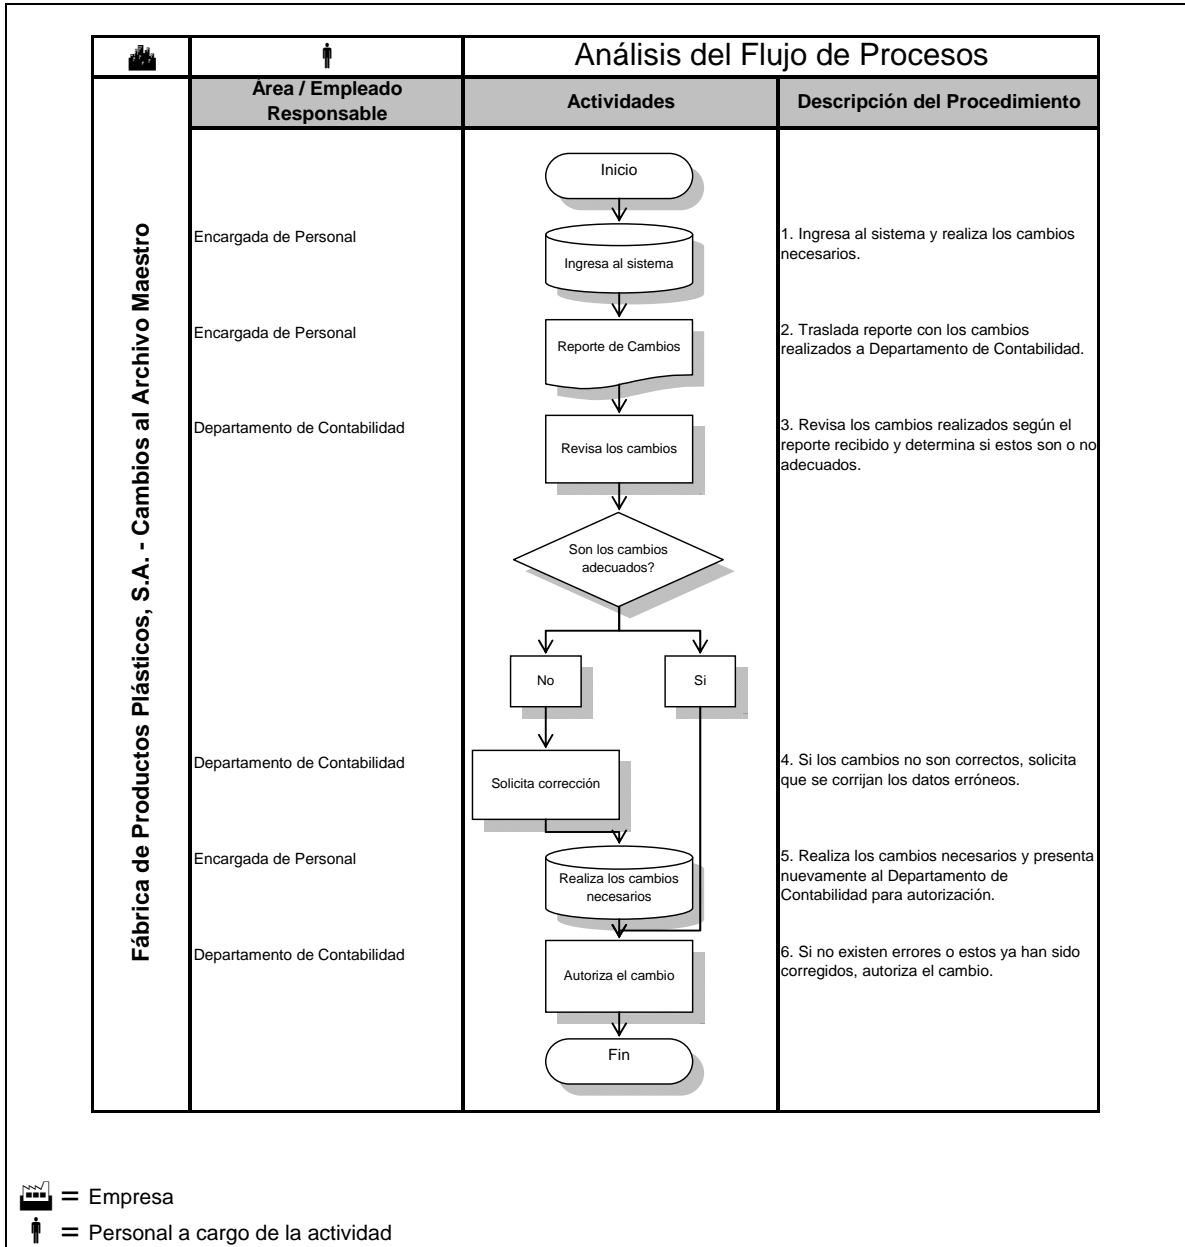 Análisis del Flujo de Procesos
Área / Empleado
Responsable
Actividades
Descripción del Procedimiento
Fábrica de Productos Plásticos, S.A. - Cambios al Archivo Maestro
Inicio
Encargada de Personal
Ingresa al sistema
1. Ingresa al sistema y realiza los cambios
necesarios.
Encargada de Personal
Reporte de Cambios
2. Traslada reporte con los cambios
realizados a Departamento de Contabilidad.
Departamento de Contabilidad
Revisa los cambios
3. Revisa los cambios realizados según el
reporte recibido y determina si estos son o no
adecuados.
Son los cambios
adecuados?
No
Si
Departamento de Contabilidad
Solicita corrección
4. Si los cambios no son correctos, solicita
que se corrijan los datos erróneos.
Encargada de Personal
Realiza los cambios
necesarios
5. Realiza los cambios necesarios y presenta
nuevamente al Departamento de
Contabilidad para autorización.
Departamento de Contabilidad
Autoriza el cambio
6. Si no existen errores o estos ya han sido
corregidos, autoriza el cambio.
Fin
= Empresa
= Personal a cargo de la actividad